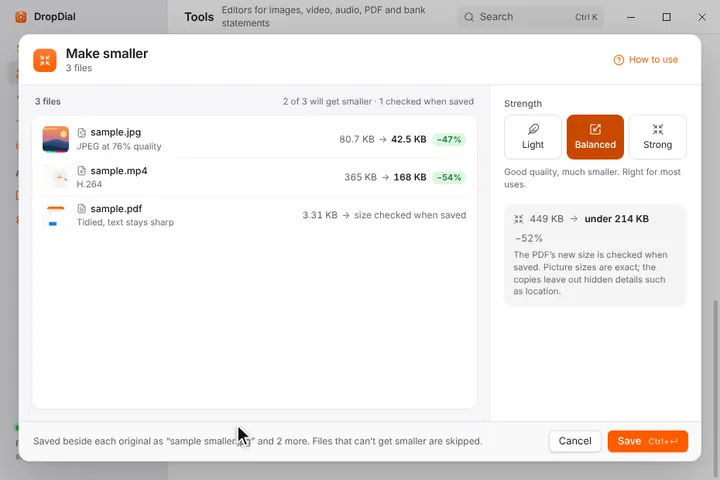 DropDial
Tools
Editors for images, video, audio, PDF and bank
statements
Search
Ctrl K
Make smaller
3 files
How to use
3 files
2 of 3 will get smaller · 1 checked when saved
sample.jpg
JPEG at 76% quality
80.7 KB → 42.5 KB −47%
sample.mp4
H.264
365 KB → 168 KB −54%
sample.pdf
Tidied, text stays sharp
3.31 KB → size checked when saved
Strength
Light
Balanced
Strong
Good quality, much smaller. Right for most
uses.
449 KB → under 214 KB
−52%
The PDF's new size is checked when
saved. Picture sizes are exact; the
copies leave out hidden details such
as location.
Saved beside each original as “sample smaller and 2 more. Files that can't get smaller are skipped.
Cancel
Save Ctrl+↵